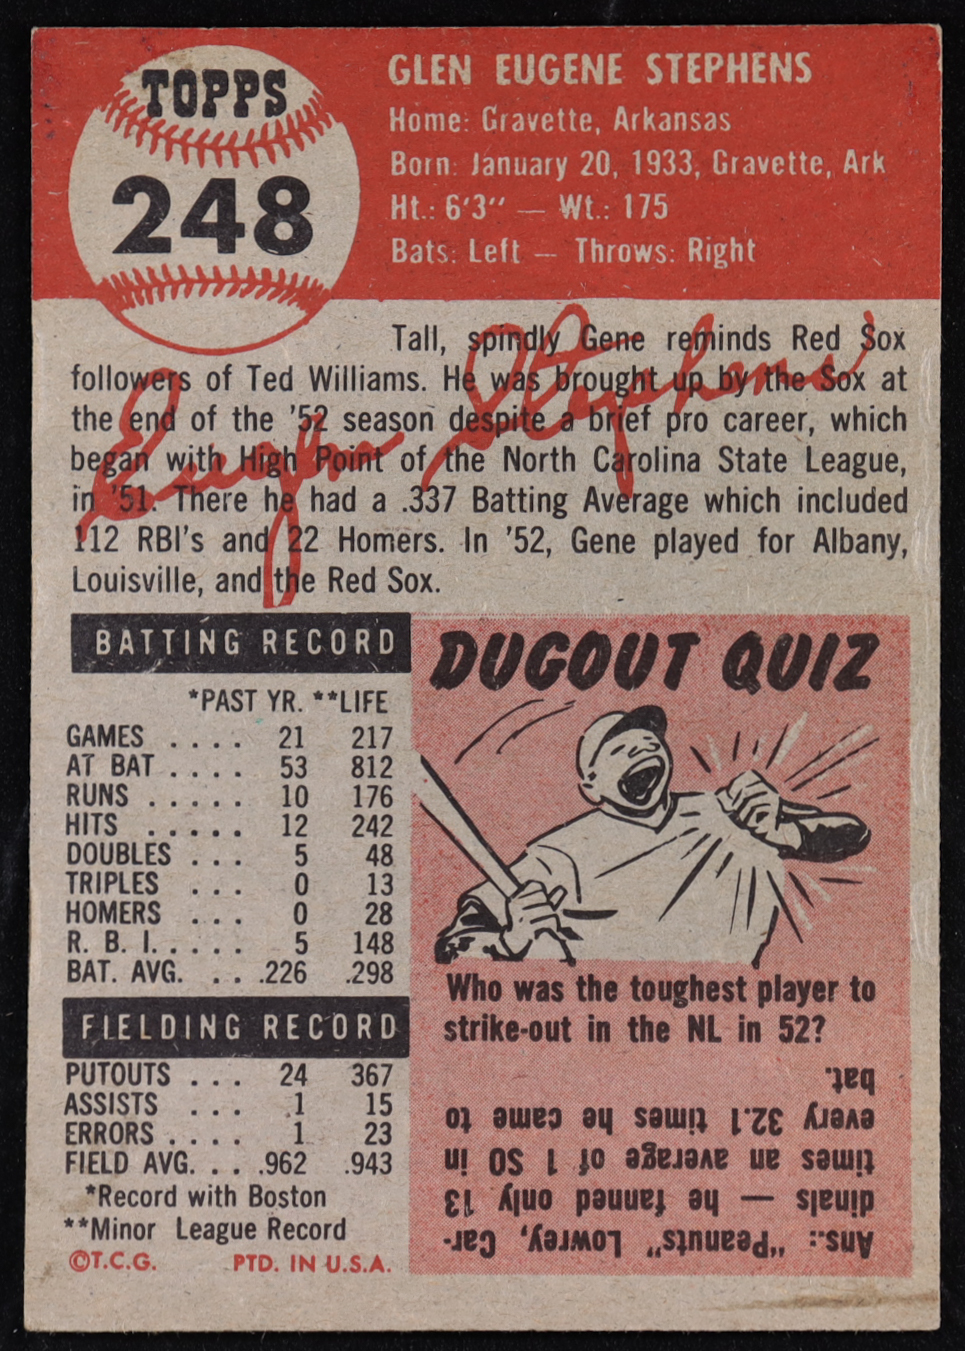 TOPPS
248
GLEN EUGENE STEPHENS
Home: Gravette, Arkansas
Born: January 20, 1933, Gravette, Ark
Ht.: 6'3" — Wt.: 175
Bats: Left — Throws: Right
Eugene Stephens
Tall, spindly Gene reminds Red Sox
followers of Ted Williams. He was brought up by the Sox at
the end of the '52 season despite a brief pro career, which
began with High Point of the North Carolina State League,
in '51. There he had a .337 Batting Average which included
112 RBI's and 22 Homers. In '52, Gene played for Albany,
Louisville, and the Red Sox.
BATTING RECORD
*PAST YR. **LIFE
GAMES .... 21 217
AT BAT .... 53 812
RUNS ..... 10 176
HITS ..... 12 242
DOUBLES ... 5 48
TRIPLES ... 0 13
HOMERS ... 0 28
R. B. I. .... 5 148
BAT. AVG. ... .226 .298
FIELDING RECORD
PUTOUTS ... 24 367
ASSISTS ... 1 15
ERRORS .... 1 23
FIELD AVG. ... .962 .943
*Record with Boston
**Minor League Record
©T.C.G. PTD. IN U.S.A.
DUGOUT QUIZ
Who was the toughest player to
strike-out in the NL in 52?
Ans.: "Peanuts" Lowrey, Car-
dinals — he fanned only 13
times an average of 1 SO in
every 32.1 times he came to
bat.